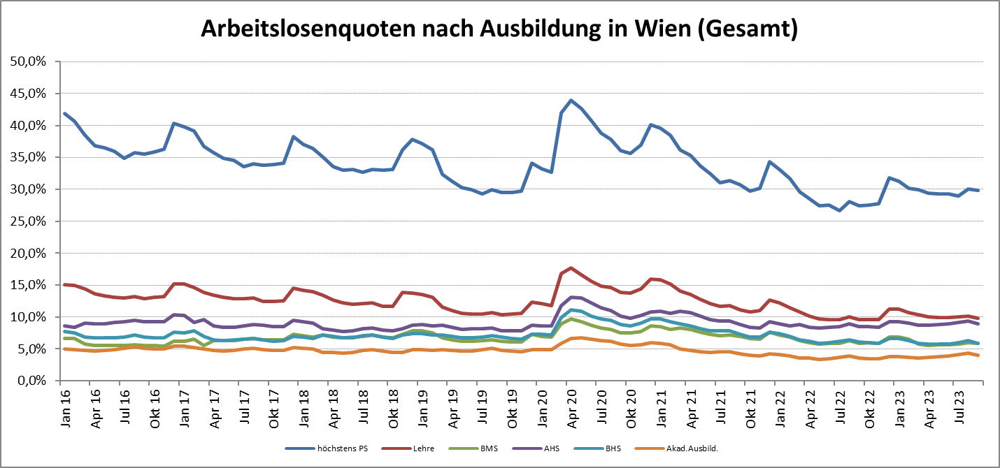 Arbeitslosenquoten nach Ausbildung in Wien (Gesamt)
50,0%
45,0%
40,0%
35,0%
30,0%
25,0%
20,0%
15,0%
10,0%
5,0%
0,0%
Jan 16
Apr 16
Jul 16
Okt 16
Jan 17
Apr 17
Jul 17
Okt 17
Jan 18
Apr 18
Jul 18
Okt 18
Jan 19
Apr 19
Jul 19
Okt 19
Jan 20
Apr 20
Jul 20
Okt 20
Jan 21
Apr 21
Jul 21
Okt 21
Jan 22
Apr 22
Jul 22
Okt 22
Jan 23
Apr 23
Jul 23
höchstens PS
Lehre
BMS
AHS
BHS
Akad.Ausbild.